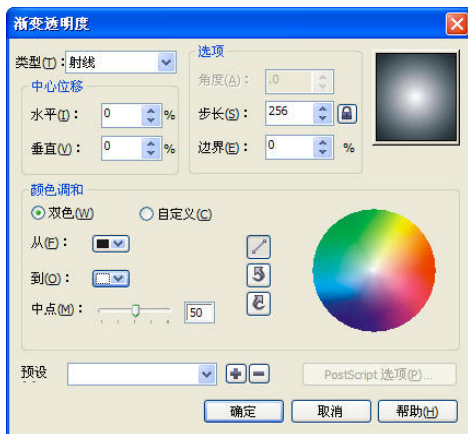 渐变透明度
类型(T): 射线
选项
角度(A): .0
中心位移
水平(I): 0 %
步长(S): 256
垂直(V): 0 %
边界(E): 0 %
颜色调和
双色(W) 自定义(C)
从(F):
到(O):
中点(M): 50
预设
PostScript 选项(P)...
确定 取消 帮助(H)